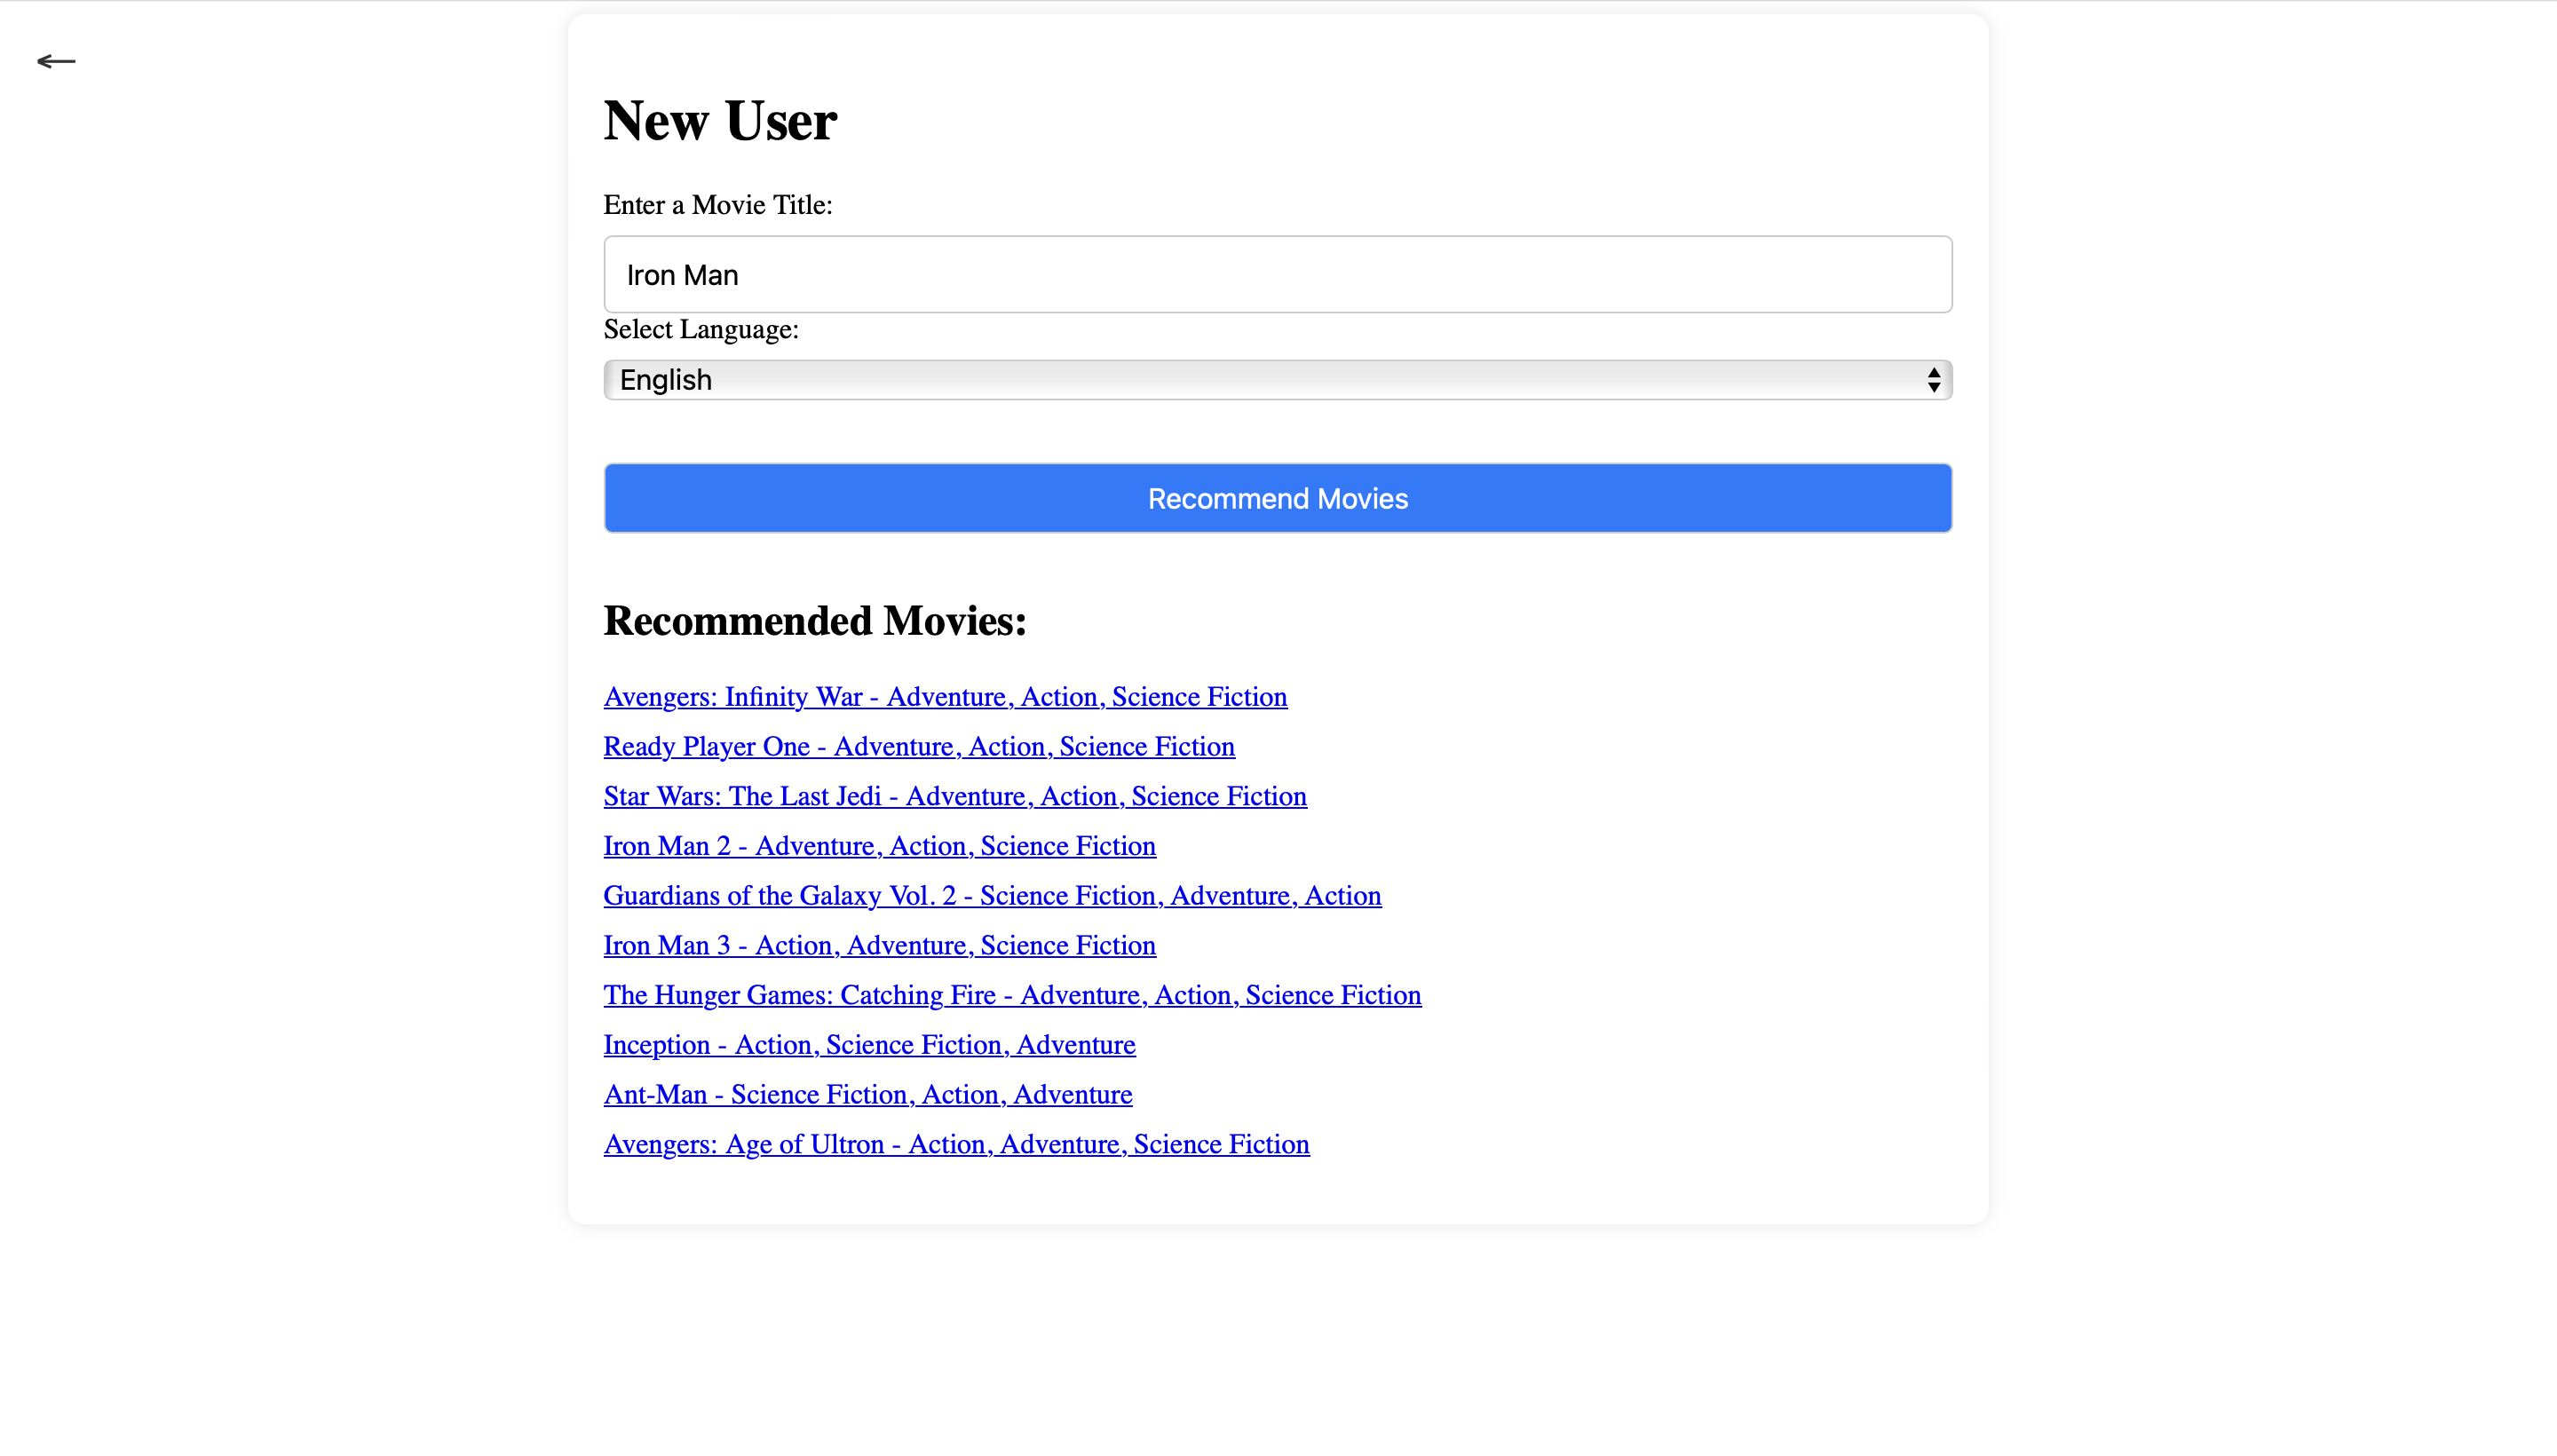 New User
Enter a Movie Title:
Iron Man
Select Language:
English
Recommend Movies
Recommended Movies:
Avengers: Infinity War - Adventure, Action, Science Fiction
Ready Player One - Adventure, Action, Science Fiction
Star Wars: The Last Jedi - Adventure, Action, Science Fiction
Iron Man 2 - Adventure, Action, Science Fiction
Guardians of the Galaxy Vol. 2 - Science Fiction, Adventure, Action
Iron Man 3 - Action, Adventure, Science Fiction
The Hunger Games: Catching Fire - Adventure, Action, Science Fiction
Inception - Action, Science Fiction, Adventure
Ant-Man - Science Fiction, Action, Adventure
Avengers: Age of Ultron - Action, Adventure, Science Fiction